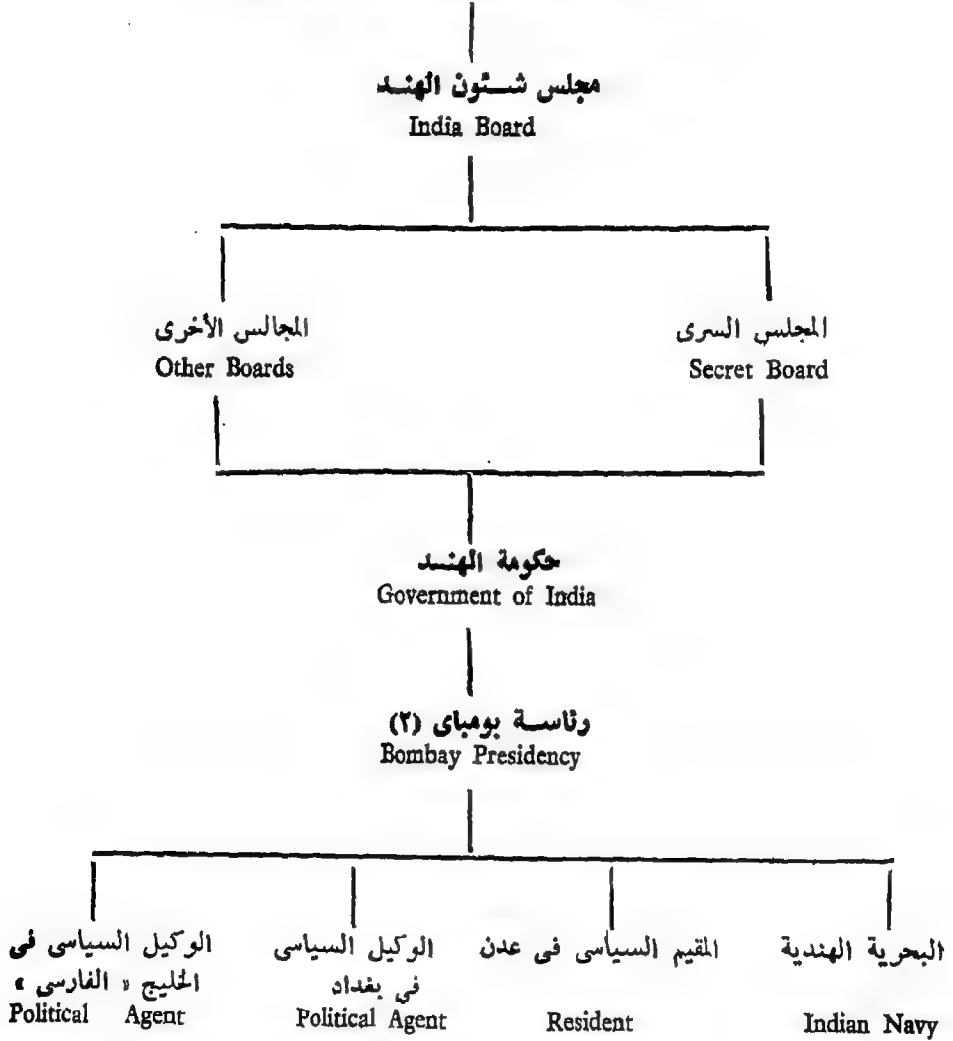 مجلس شئون الهند
India Board
المجلس السرى
Secret Board
المجالس الأخرى
Other Boards
حكومة الهند
Government of India
رئاسة بومباى (٢)
Bombay Presidency
البحرية الهندية
Indian Navy
المقيم السياسى فى عدن
Resident
الوكيل السياسى
فى بغداد
Political Agent
الوكيل السياسى فى
الخليج « الفارسى »
Political Agent